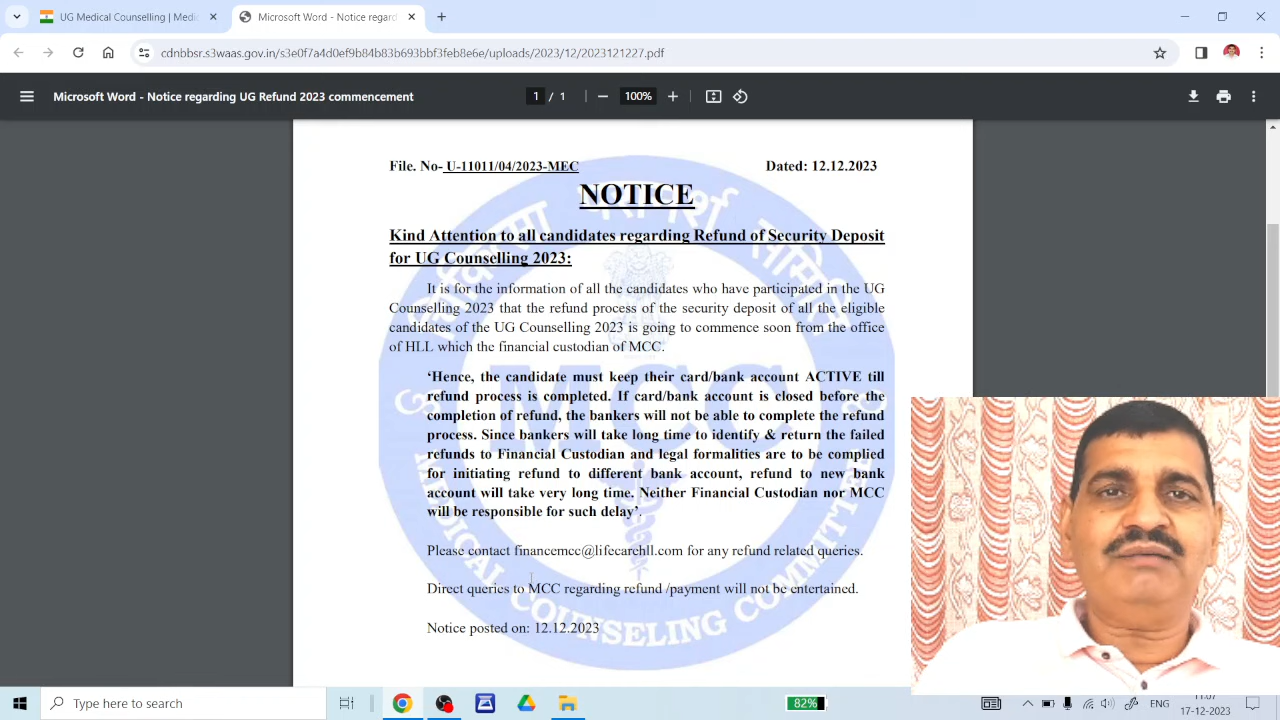 UG Medical Counselling | Medic
Microsoft Word - Notice regard
cdnbbsr.s3waas.gov.in/s3e0f7a4d0ef9b84b83b693bbf3feb8e6e/uploads/2023/12/2023121227.pdf
Microsoft Word - Notice regarding UG Refund 2023 commencement
1 / 1
100%
File. No- U-11011/04/2023-MEC Dated: 12.12.2023
NOTICE
Kind Attention to all candidates regarding Refund of Security Deposit
for UG Counselling 2023:
It is for the information of all the candidates who have participated in the UG
Counselling 2023 that the refund process of the security deposit of all the eligible
candidates of the UG Counselling 2023 is going to commence soon from the office
of HLL which the financial custodian of MCC.
‘Hence, the candidate must keep their card/bank account ACTIVE till
refund process is completed. If card/bank account is closed before the
completion of refund, the bankers will not be able to complete the refund
process. Since bankers will take long time to identify & return the failed
refunds to Financial Custodian and legal formalities are to be complied
for initiating refund to different bank account, refund to new bank
account will take very long time. Neither Financial Custodian nor MCC
will be responsible for such delay’.
Please contact financemcc@lifecarehll.com for any refund related queries.
Direct queries to MCC regarding refund /payment will not be entertained.
Notice posted on: 12.12.2023
MCC
MEDICAL COUNSELING COMMITTEE
Type here to search
82%
ENG
11:07
17-12-2023